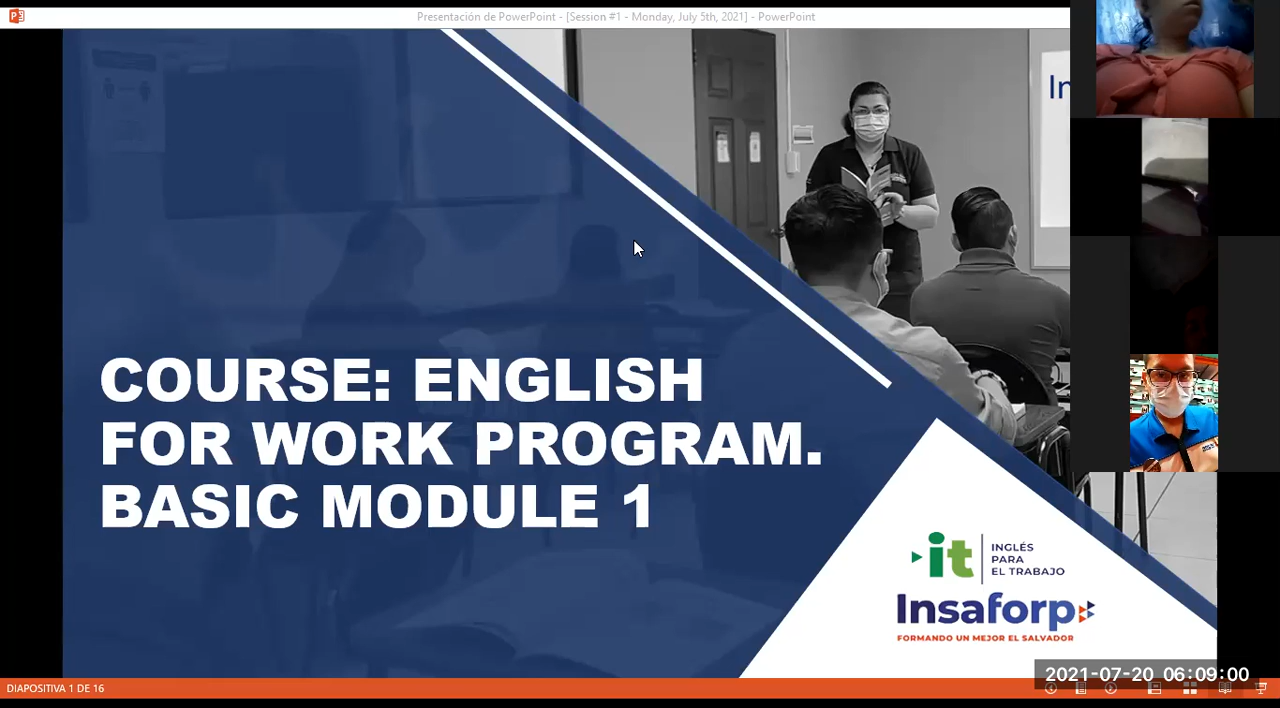 Presentación de PowerPoint - [Session #1 - Monday, July 5th, 2021] - PowerPoint
In
COURSE: ENGLISH
FOR WORK PROGRAM.
BASIC MODULE 1
it
INGLÉS
PARA
EL TRABAJO
Insaforp
FORMANDO UN MEJOR EL SALVADOR
2021-07-20 06:09:00
DIAPOSITIVA 1 DE 16